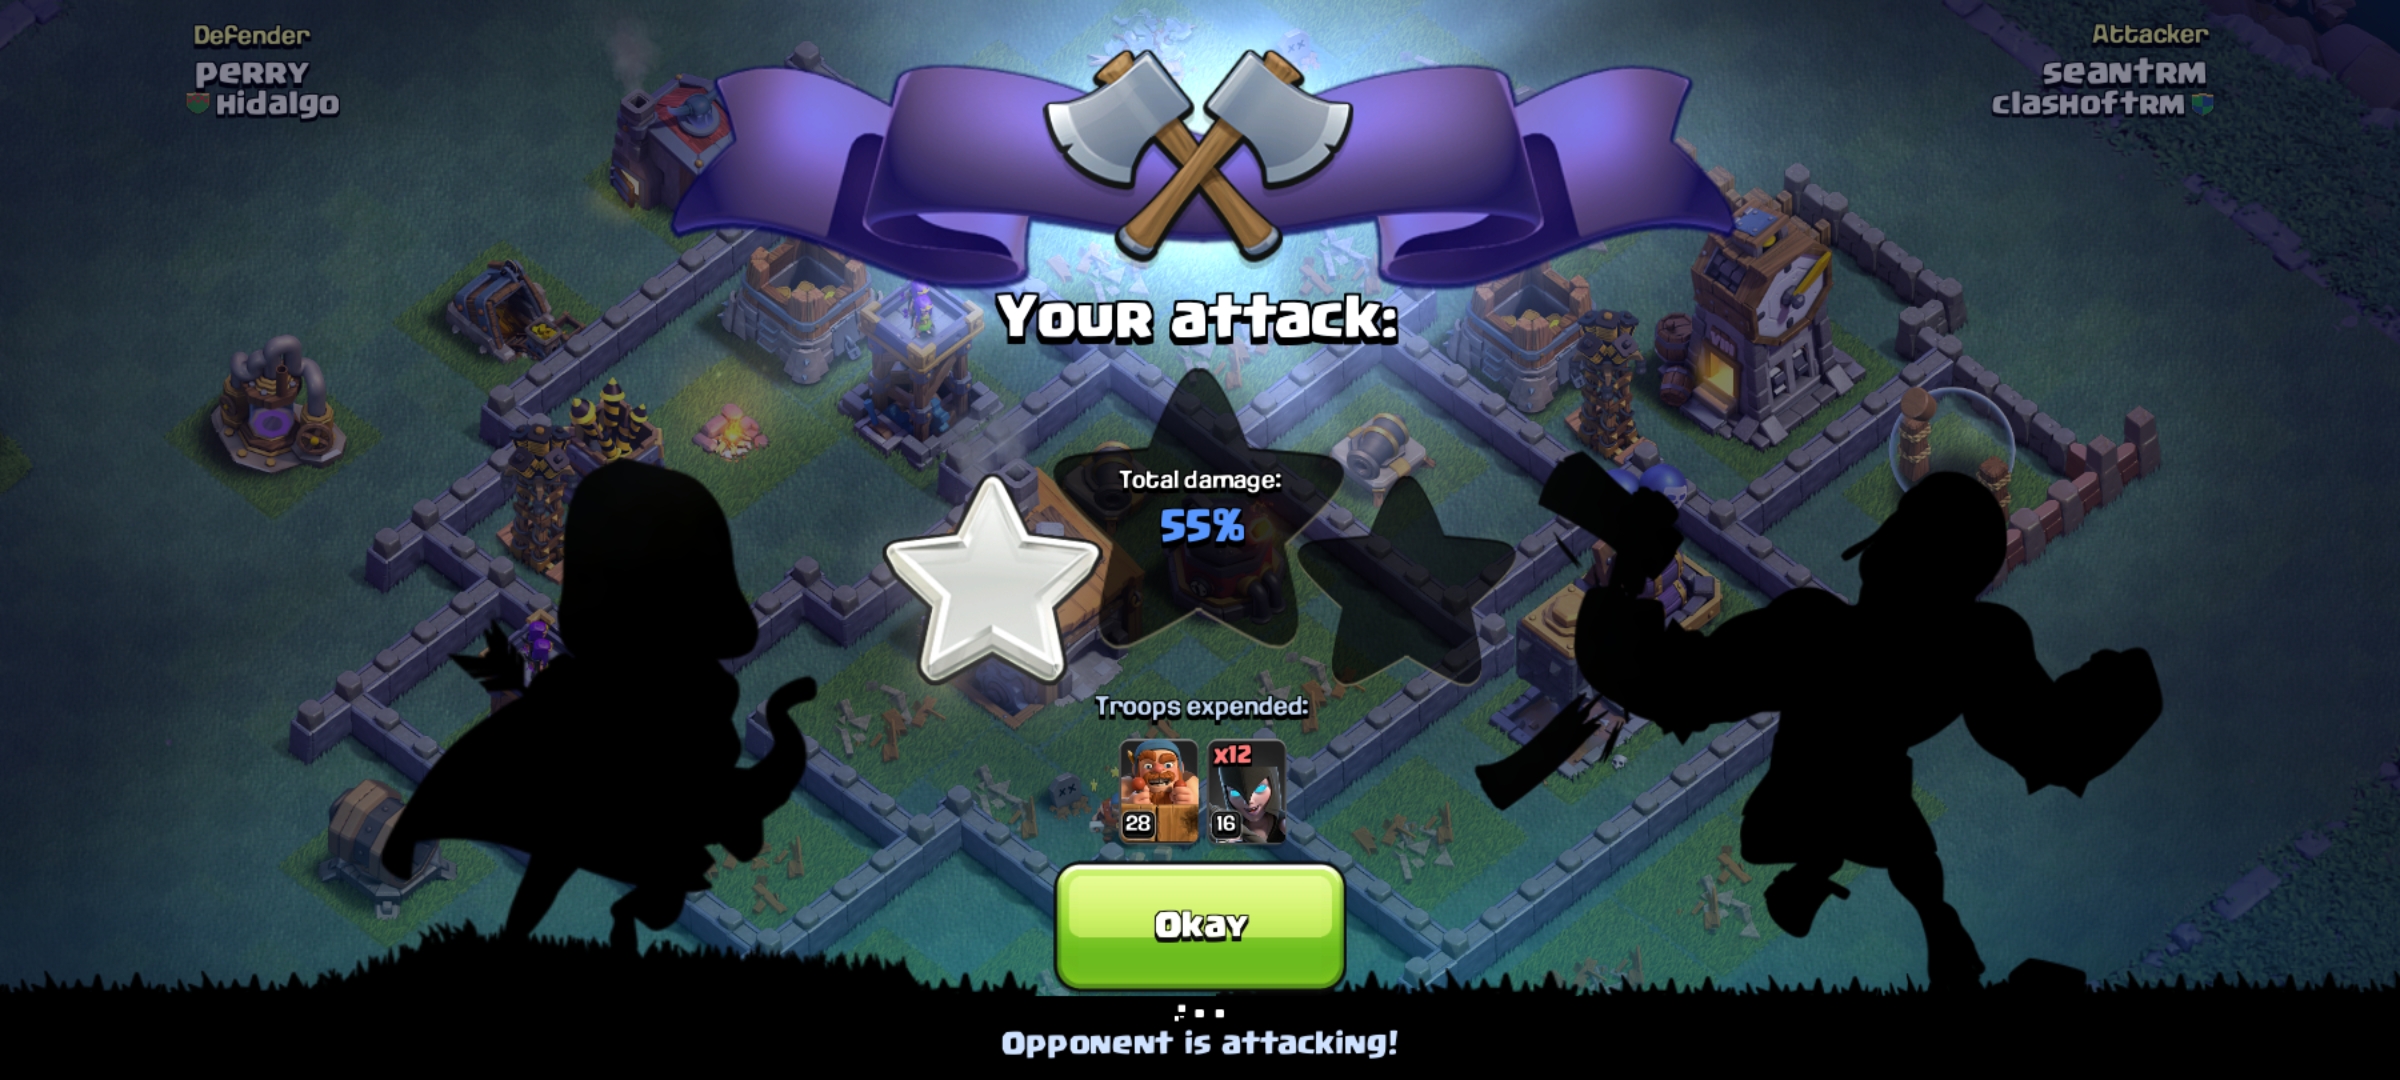 Defender
PERRY
Hidalgo
Attacker
seantRM
clashoftRM
Your attack:
Total damage:
55%
Troops expended:
x12
28
16
Okay
Opponent is attacking!